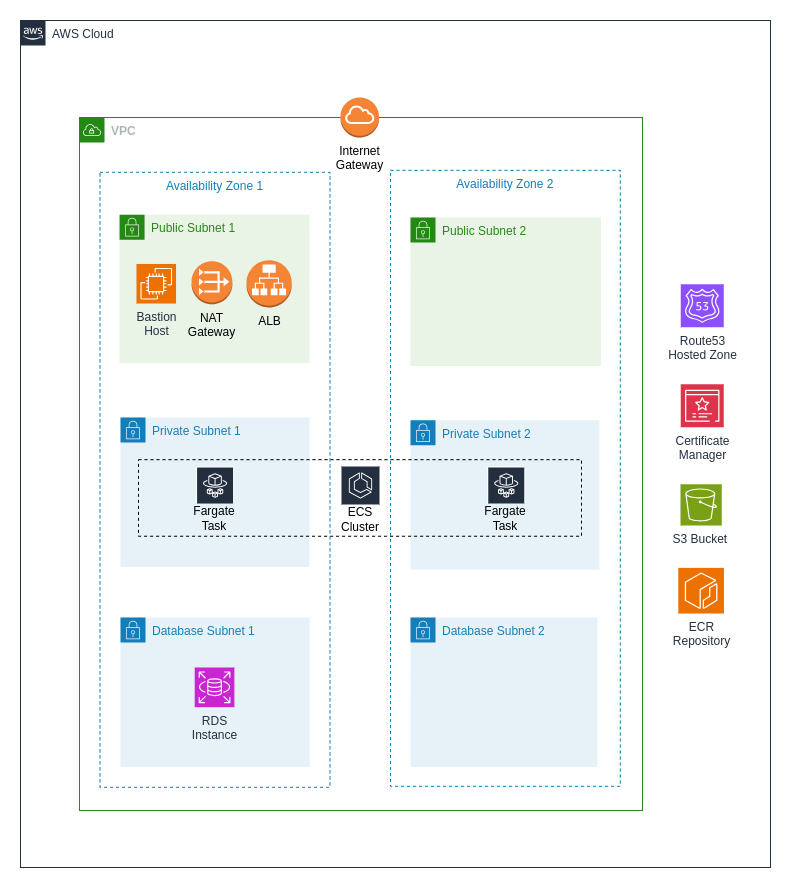 aws
AWS Cloud
VPC
Internet
Gateway
Availability Zone 1
Availability Zone 2
Public Subnet 1
Public Subnet 2
Bastion
Host
NAT
Gateway
ALB
53
Route53
Hosted Zone
Certificate
Manager
Private Subnet 1
Private Subnet 2
Fargate
Task
ECS
Cluster
Fargate
Task
S3 Bucket
ECR
Repository
Database Subnet 1
Database Subnet 2
RDS
Instance